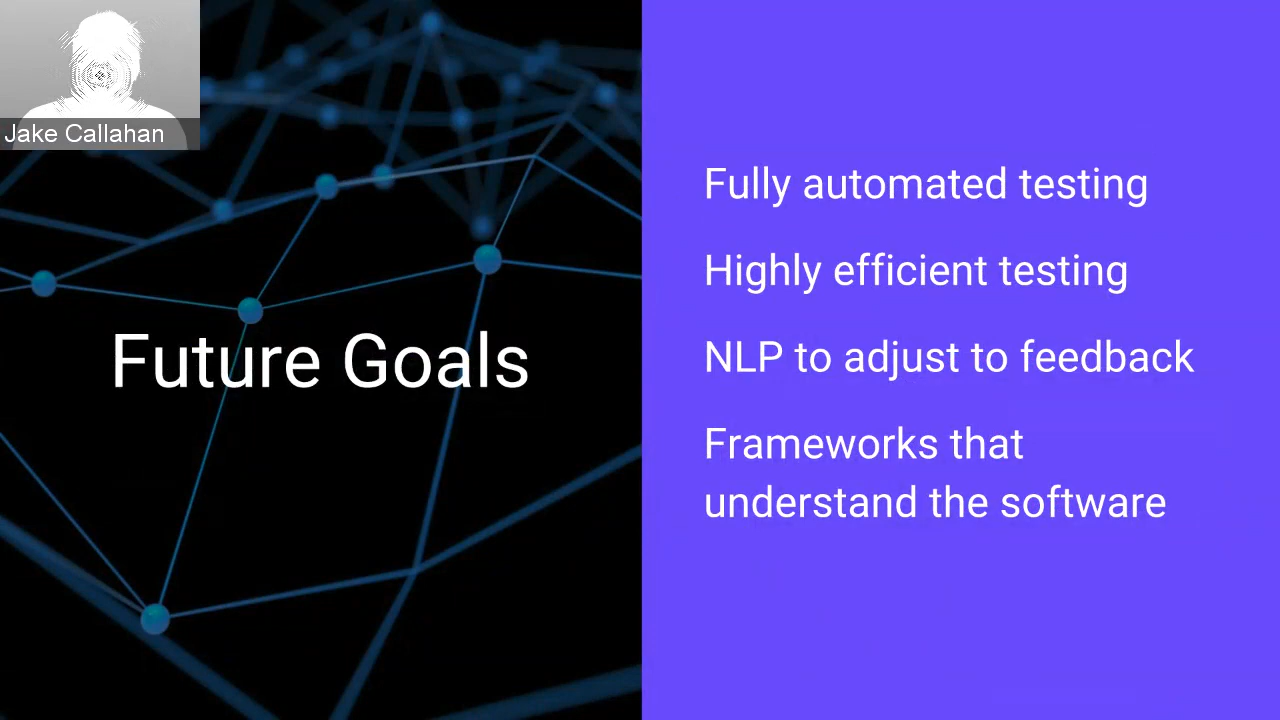 Jake Callahan
Future Goals
Fully automated testing
Highly efficient testing
NLP to adjust to feedback
Frameworks that
understand the software